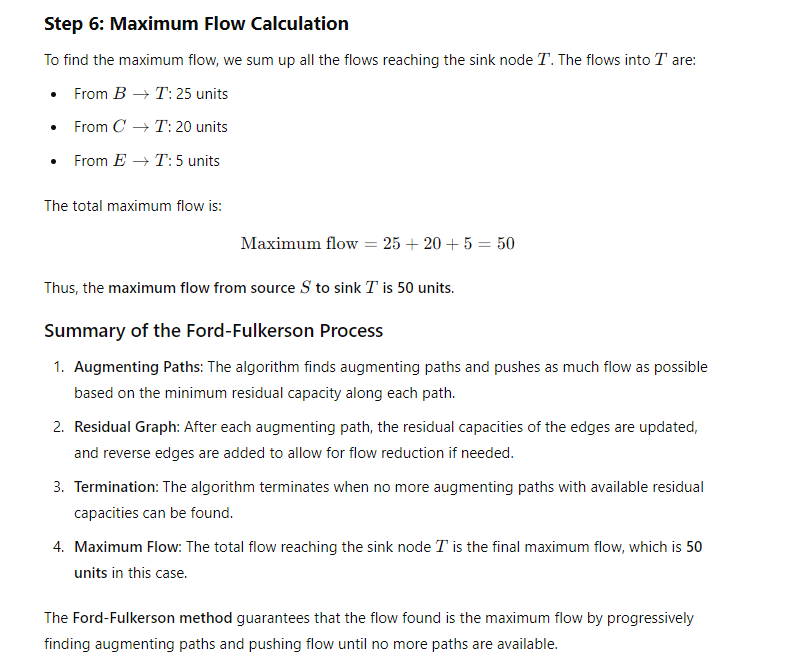 Step 6: Maximum Flow Calculation
To find the maximum flow, we sum up all the flows reaching the sink node T. The flows into T are:
• From B → T: 25 units
• From C → T: 20 units
• From E → T: 5 units
The total maximum flow is:
Maximum flow = 25 + 20 + 5 = 50
Thus, the maximum flow from source S to sink T is 50 units.
Summary of the Ford-Fulkerson Process
1. Augmenting Paths: The algorithm finds augmenting paths and pushes as much flow as possible
based on the minimum residual capacity along each path.
2. Residual Graph: After each augmenting path, the residual capacities of the edges are updated,
and reverse edges are added to allow for flow reduction if needed.
3. Termination: The algorithm terminates when no more augmenting paths with available residual
capacities can be found.
4. Maximum Flow: The total flow reaching the sink node T is the final maximum flow, which is 50
units in this case.
The Ford-Fulkerson method guarantees that the flow found is the maximum flow by progressively
finding augmenting paths and pushing flow until no more paths are available.